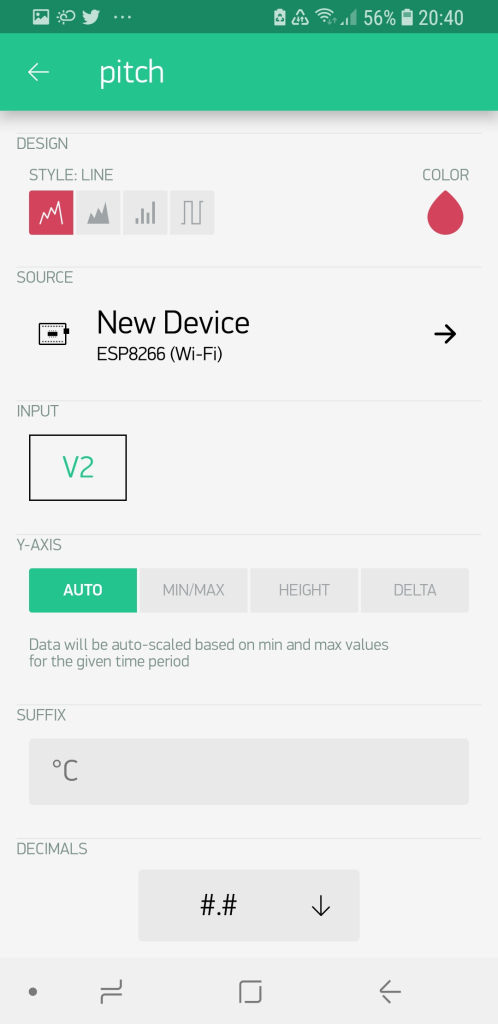 56% 20:40
pitch
DESIGN
STYLE: LINE
COLOR
SOURCE
New Device
ESP8266 (Wi-Fi)
INPUT
V2
Y-AXIS
AUTO MIN/MAX HEIGHT DELTA
Data will be auto-scaled based on min and max values
for the given time period
SUFFIX
°C
DECIMALS
#.#